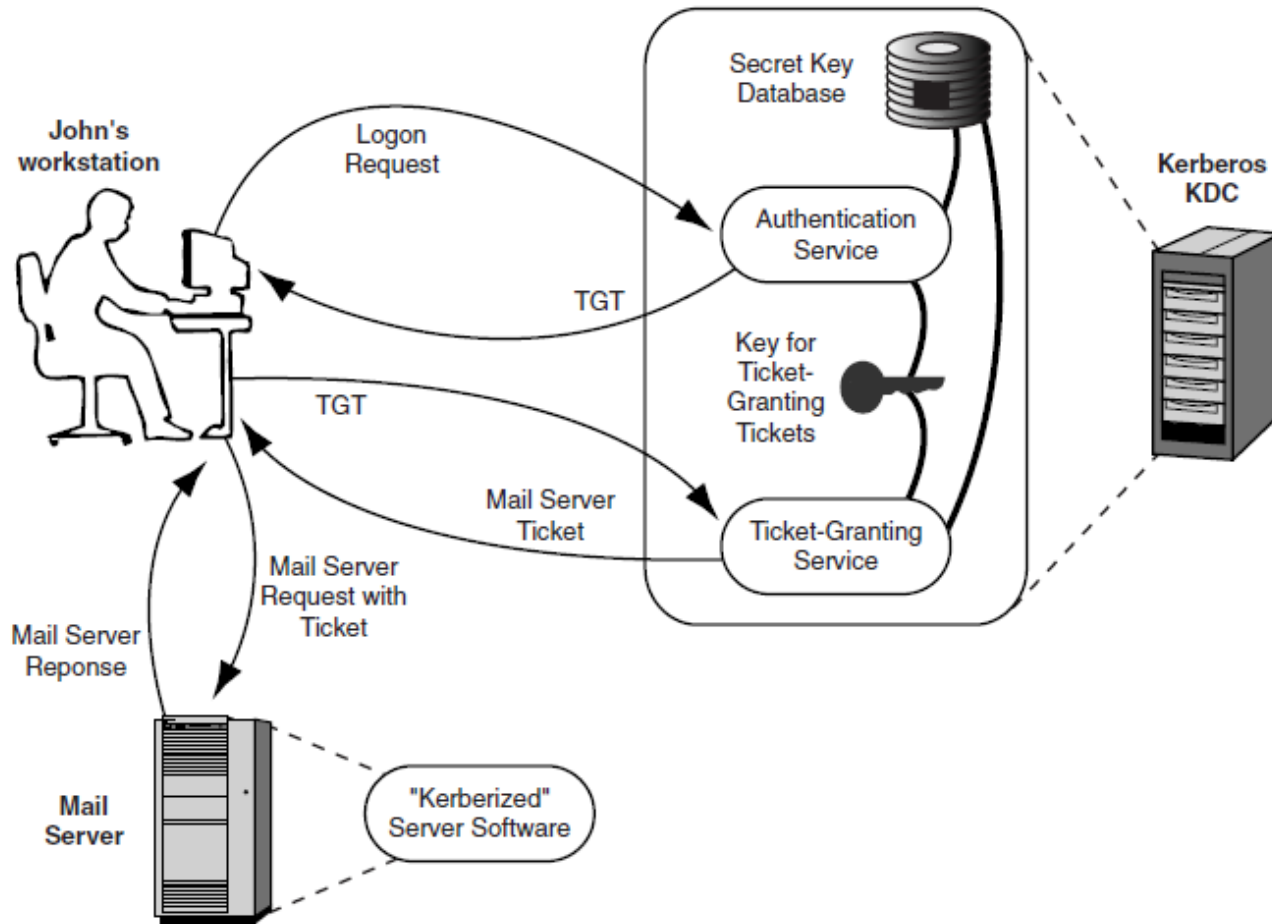 John's
workstation
Logon
Request
Secret Key
Database
Kerberos
KDC
Authentication
Service
TGT
Key for
Ticket-
Granting
Tickets
TGT
Mail Server
Ticket
Ticket-Granting
Service
Mail Server
Request with
Ticket
Mail Server
Reponse
Mail
Server
"Kerberized"
Server Software